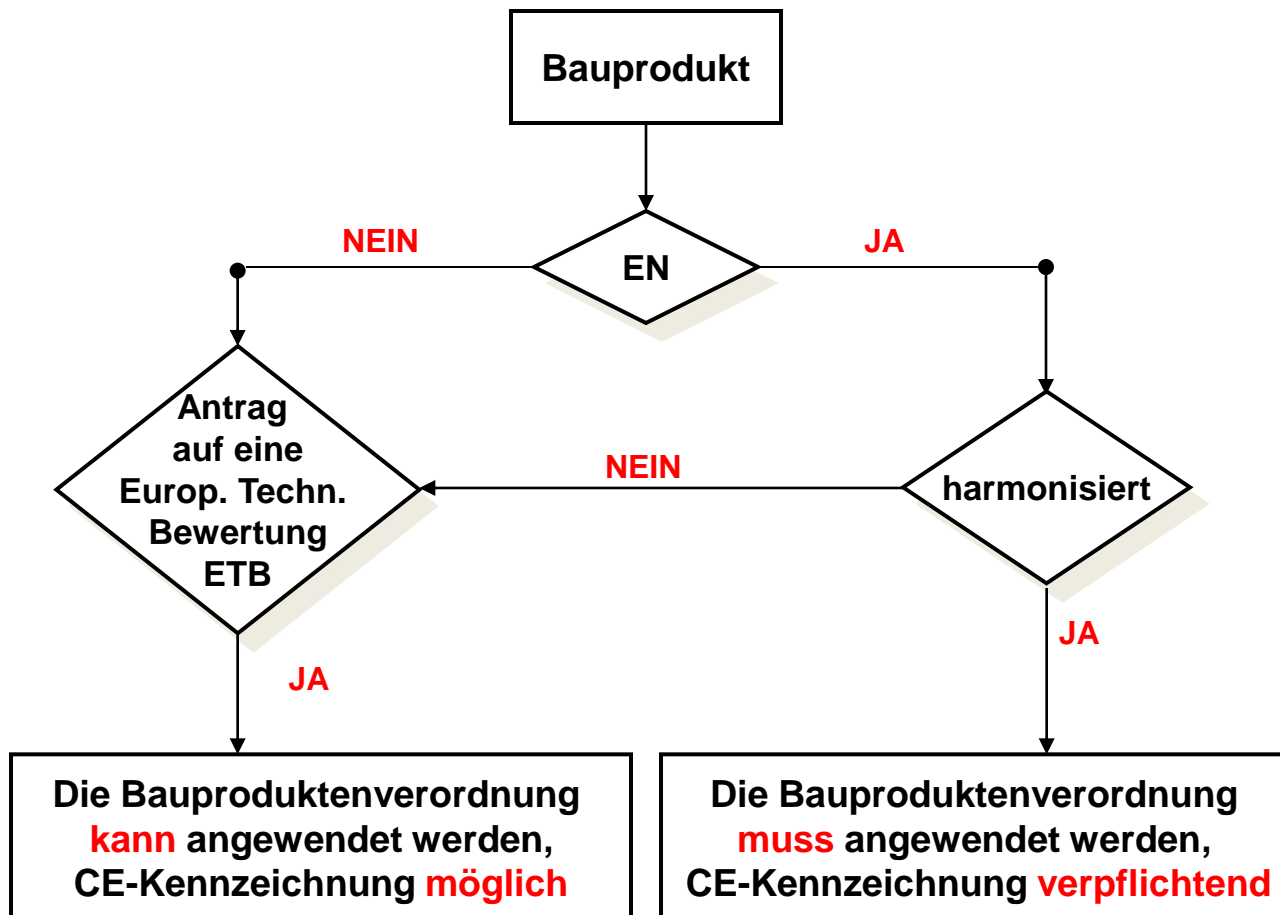 Bauprodukt
NEIN
JA
EN
Antrag
auf eine
Europ. Techn.
Bewertung
ETB
NEIN
harmonisiert
JA
JA
Die Bauproduktenverordnung
kann angewendet werden,
CE-Kennzeichnung möglich
Die Bauproduktenverordnung
muss angewendet werden,
CE-Kennzeichnung verpflichtend